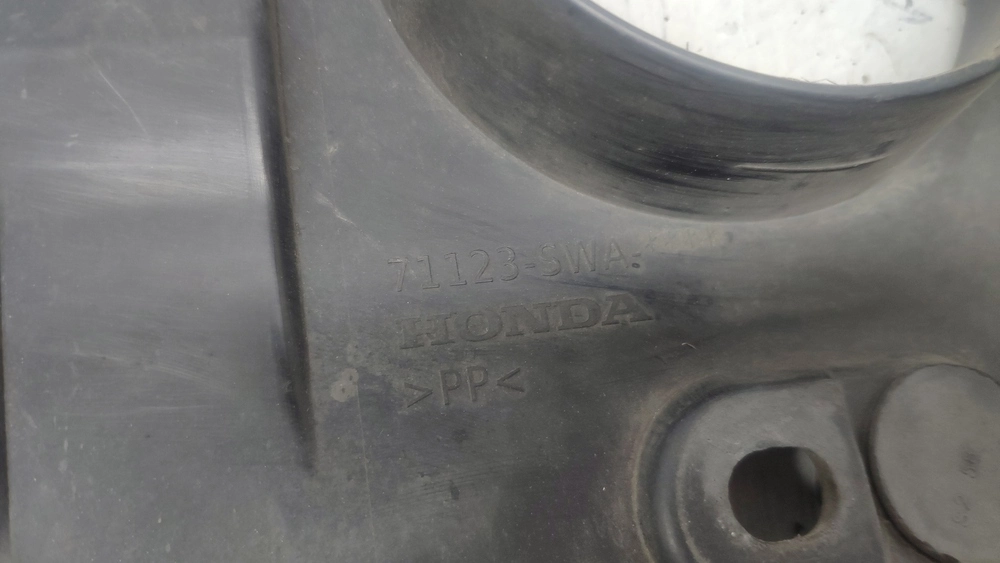 71123-SWA-
HONDA
>PP<